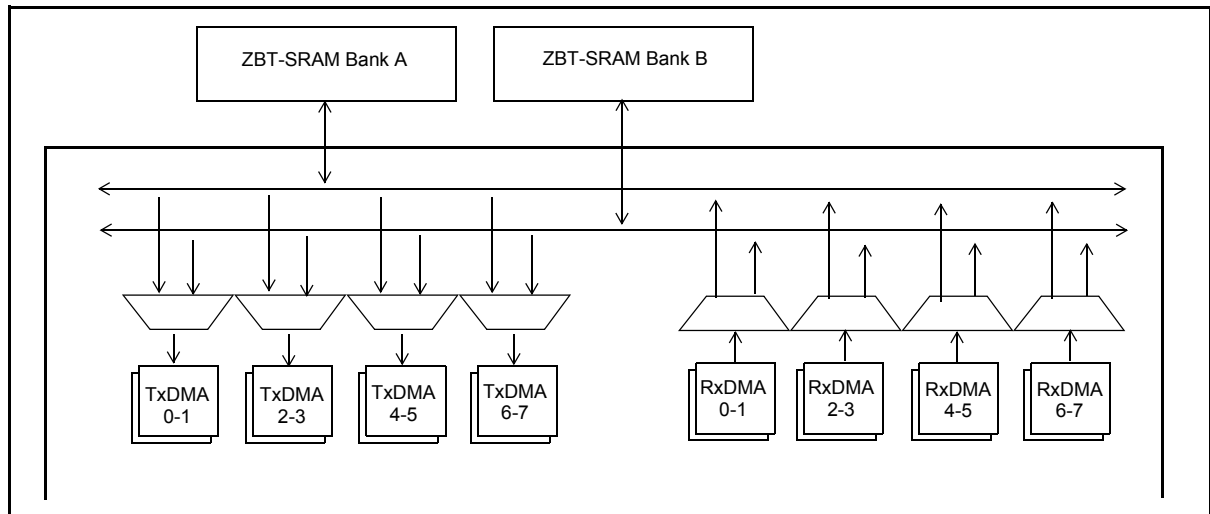 ZBT-SRAM Bank A
ZBT-SRAM Bank B
TxDMA
0-1
TxDMA
2-3
TxDMA
4-5
TxDMA
6-7
RxDMA
0-1
RxDMA
2-3
RxDMA
4-5
RxDMA
6-7